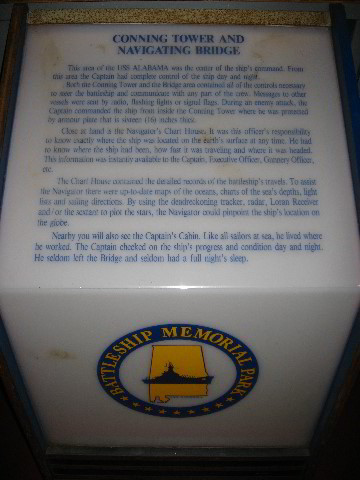 CONNING TOWER AND
NAVIGATING BRIDGE
This area of the USS ALABAMA was the center of the ship's command. From
this area the Captain had complete control of the ship day and night.
Both the Conning Tower and the Bridge area contained all of the controls necessary
to steer the battleship and communicate with any part of the crew. Messages to other
vessels were sent by radio, flashing lights or signal flags. During an enemy attack, the
Captain commanded the ship from inside the Conning Tower where he was protected
by armour plate that is sixteen (16) inches thick.
Close at hand is the Navigator's Chart House. It was this officer's responsibility
to know exactly where the ship was located on the earth's surface at any time. He had
to know where the ship had been, how fast it was traveling and where it was headed.
This information was instantly available to the Captain, Executive Officer, Gunnery Officer,
etc.
The Chart House contained the detailed records of the battleship's travels. To assist
the Navigator there were up-to-date maps of the oceans, charts of the sea's depths, light
lists and sailing directions. By using the deadreckoning tracker, radar, Loran Receiver
and/or the sextant to plot the stars, the Navigator could pinpoint the ship's location on
the globe.
Nearby you will also see the Captain's Cabin. Like all sailors at sea, he lived where
he worked. The Captain checked on the ship's progress and condition day and night.
He seldom left the Bridge and seldom had a full night's sleep.
BATTLESHIP MEMORIAL PARK